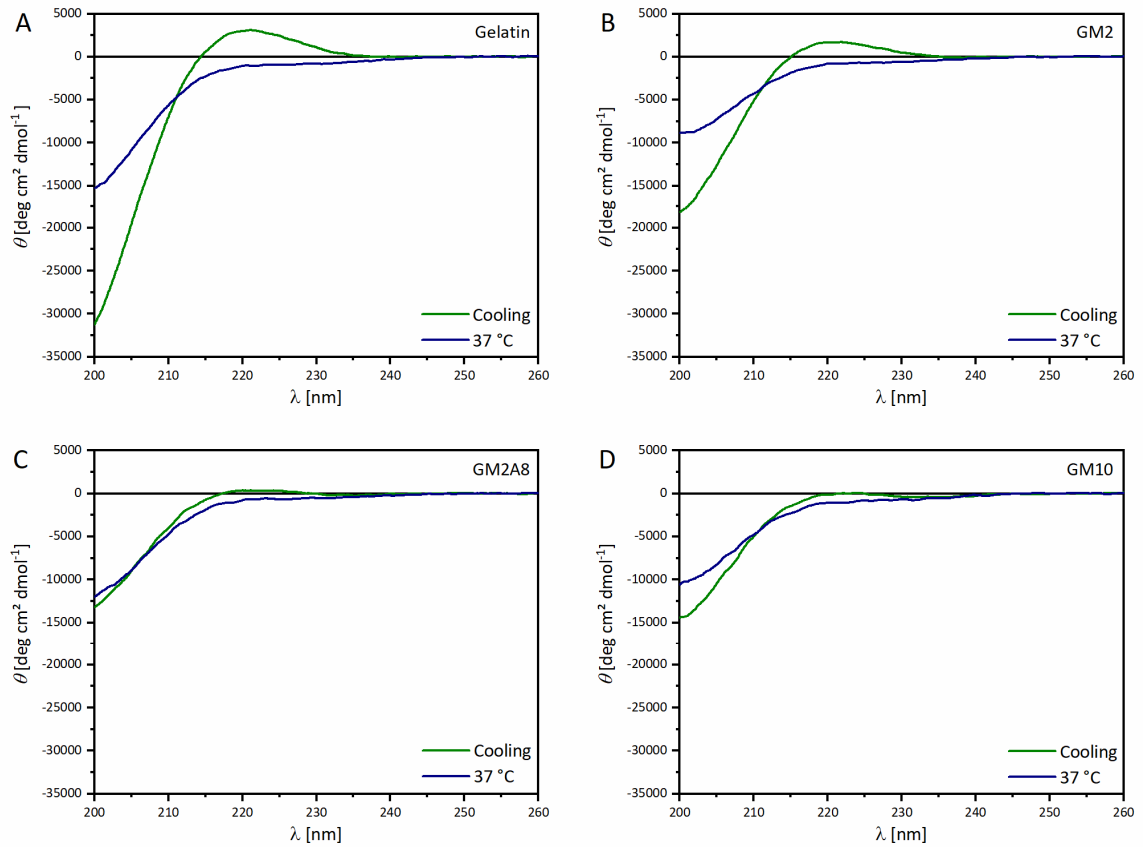 A
Gelatin
5000
0
-5000
-10000
-15000
-20000
-25000
-30000
-35000
θ [deg cm² dmol⁻¹]
Cooling
37 °C
200 210 220 230 240 250 260
λ [nm]
B
GM2
5000
0
-5000
-10000
-15000
-20000
-25000
-30000
-35000
θ [deg cm² dmol⁻¹]
Cooling
37 °C
200 210 220 230 240 250 260
λ [nm]
C
GM2A8
5000
0
-5000
-10000
-15000
-20000
-25000
-30000
-35000
θ [deg cm² dmol⁻¹]
Cooling
37 °C
200 210 220 230 240 250 260
λ [nm]
D
GM10
5000
0
-5000
-10000
-15000
-20000
-25000
-30000
-35000
θ [deg cm² dmol⁻¹]
Cooling
37 °C
200 210 220 230 240 250 260
λ [nm]